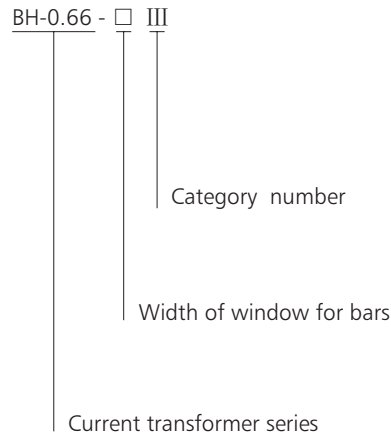 BH-0.66 - □ III
Category number
Width of window for bars
Current transformer series